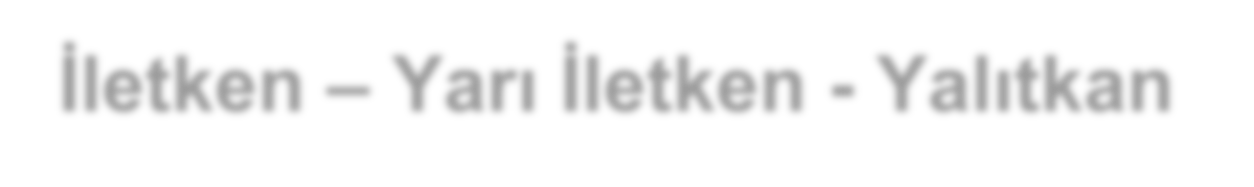 İletken – Yarı İletken - Yalıtkan